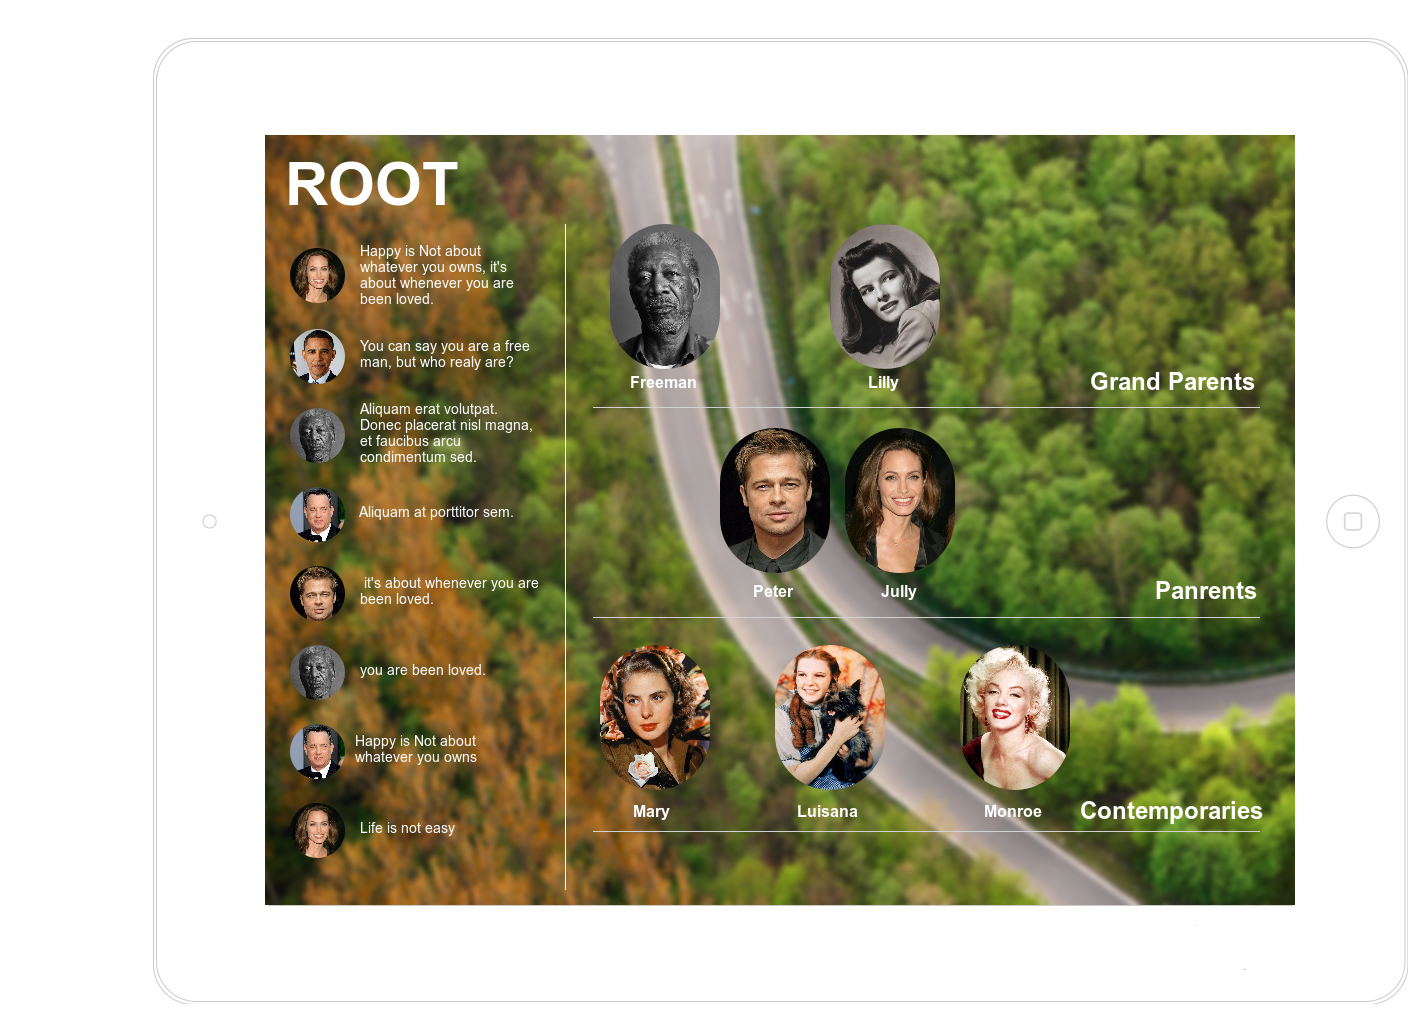 ROOT
Happy is Not about
whatever you owns, it's
about whenever you are
been loved.
You can say you are a free
man, but who realy are?
Aliquam erat volutpat.
Donec placerat nisl magna,
et faucibus arcu
condimentum sed.
Aliquam at porttitor sem.
it's about whenever you are
been loved.
you are been loved.
Happy is Not about
whatever you owns
Life is not easy
Freeman
Lilly
Grand Parents
Peter
Jully
Panrents
Mary
Luisana
Monroe
Contemporaries